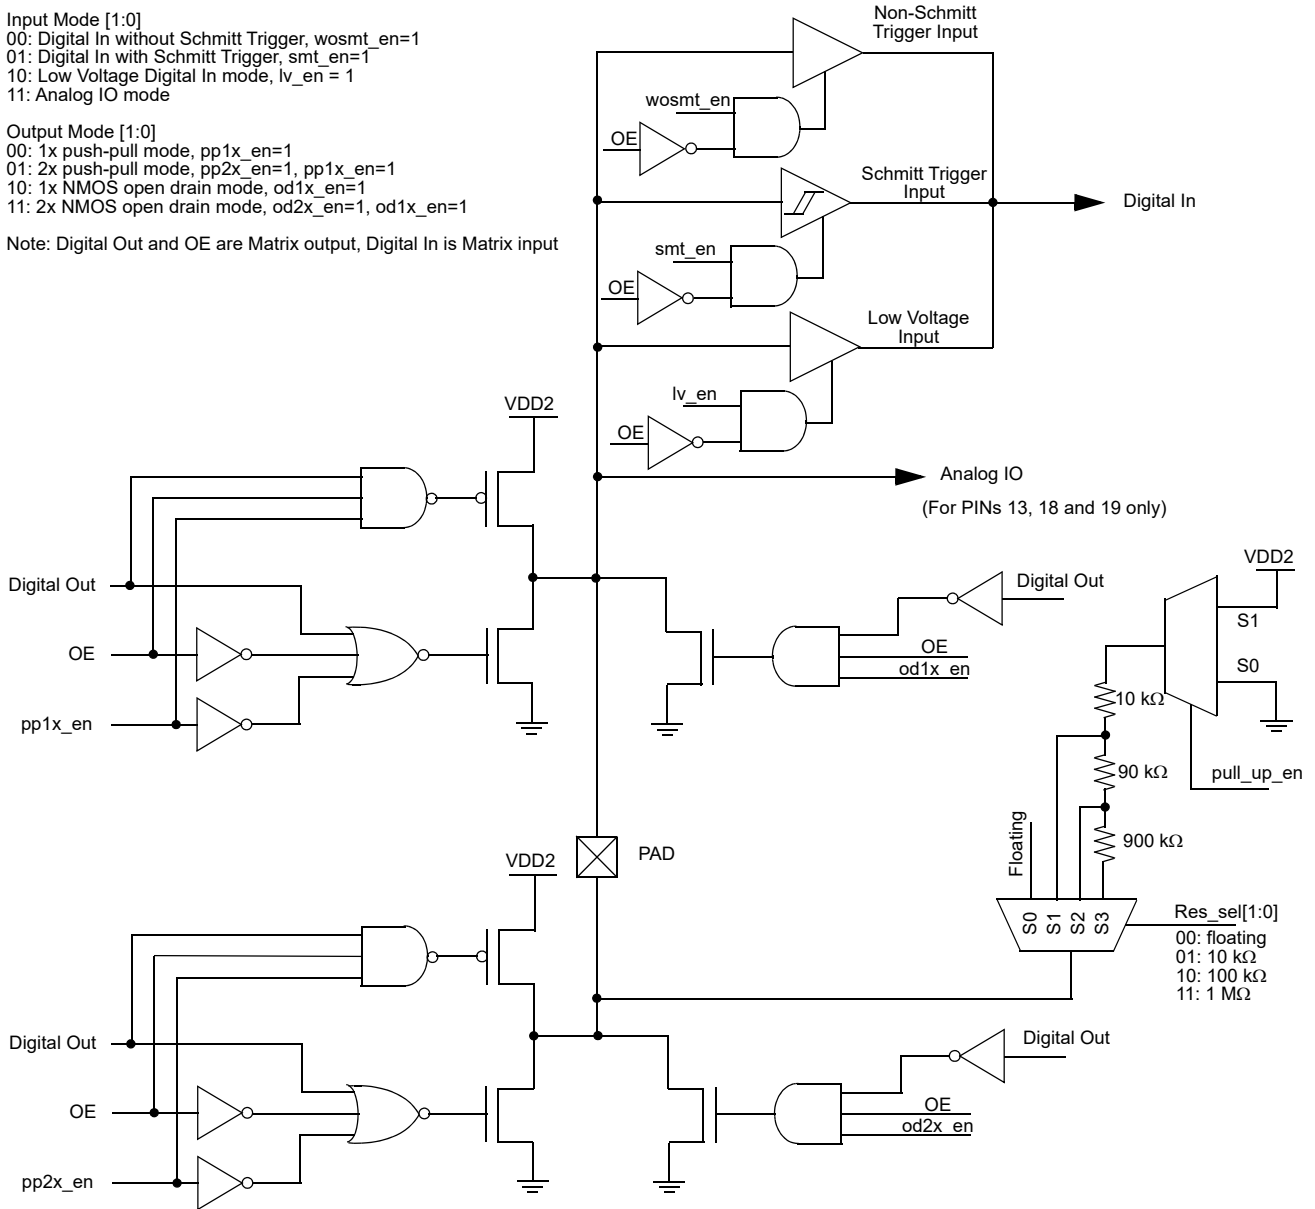 Input Mode [1:0]
00: Digital In without Schmitt Trigger, wosmt_en=1
01: Digital In with Schmitt Trigger, smt_en=1
10: Low Voltage Digital In mode, lv_en = 1
11: Analog IO mode
Output Mode [1:0]
00: 1x push-pull mode, pp1x_en=1
01: 2x push-pull mode, pp2x_en=1, pp1x_en=1
10: 1x NMOS open drain mode, od1x_en=1
11: 2x NMOS open drain mode, od2x_en=1, od1x_en=1
Note: Digital Out and OE are Matrix output, Digital In is Matrix input
Non-Schmitt
Trigger Input
wosmt_en
OE
Schmitt Trigger
Input
Digital In
smt_en
OE
Low Voltage
Input
lv_en
OE
VDD2
Analog IO
(For PINs 13, 18 and 19 only)
Digital Out
OE
pp1x_en
Digital Out
OE
od1x_en
VDD2
S1
S0
10 kΩ
90 kΩ
pull_up_en
900 kΩ
Floating
S0
S1
S2
S3
Res_sel[1:0]
00: floating
01: 10 kΩ
10: 100 kΩ
11: 1 MΩ
PAD
VDD2
Digital Out
OE
pp2x_en
Digital Out
OE
od2x_en